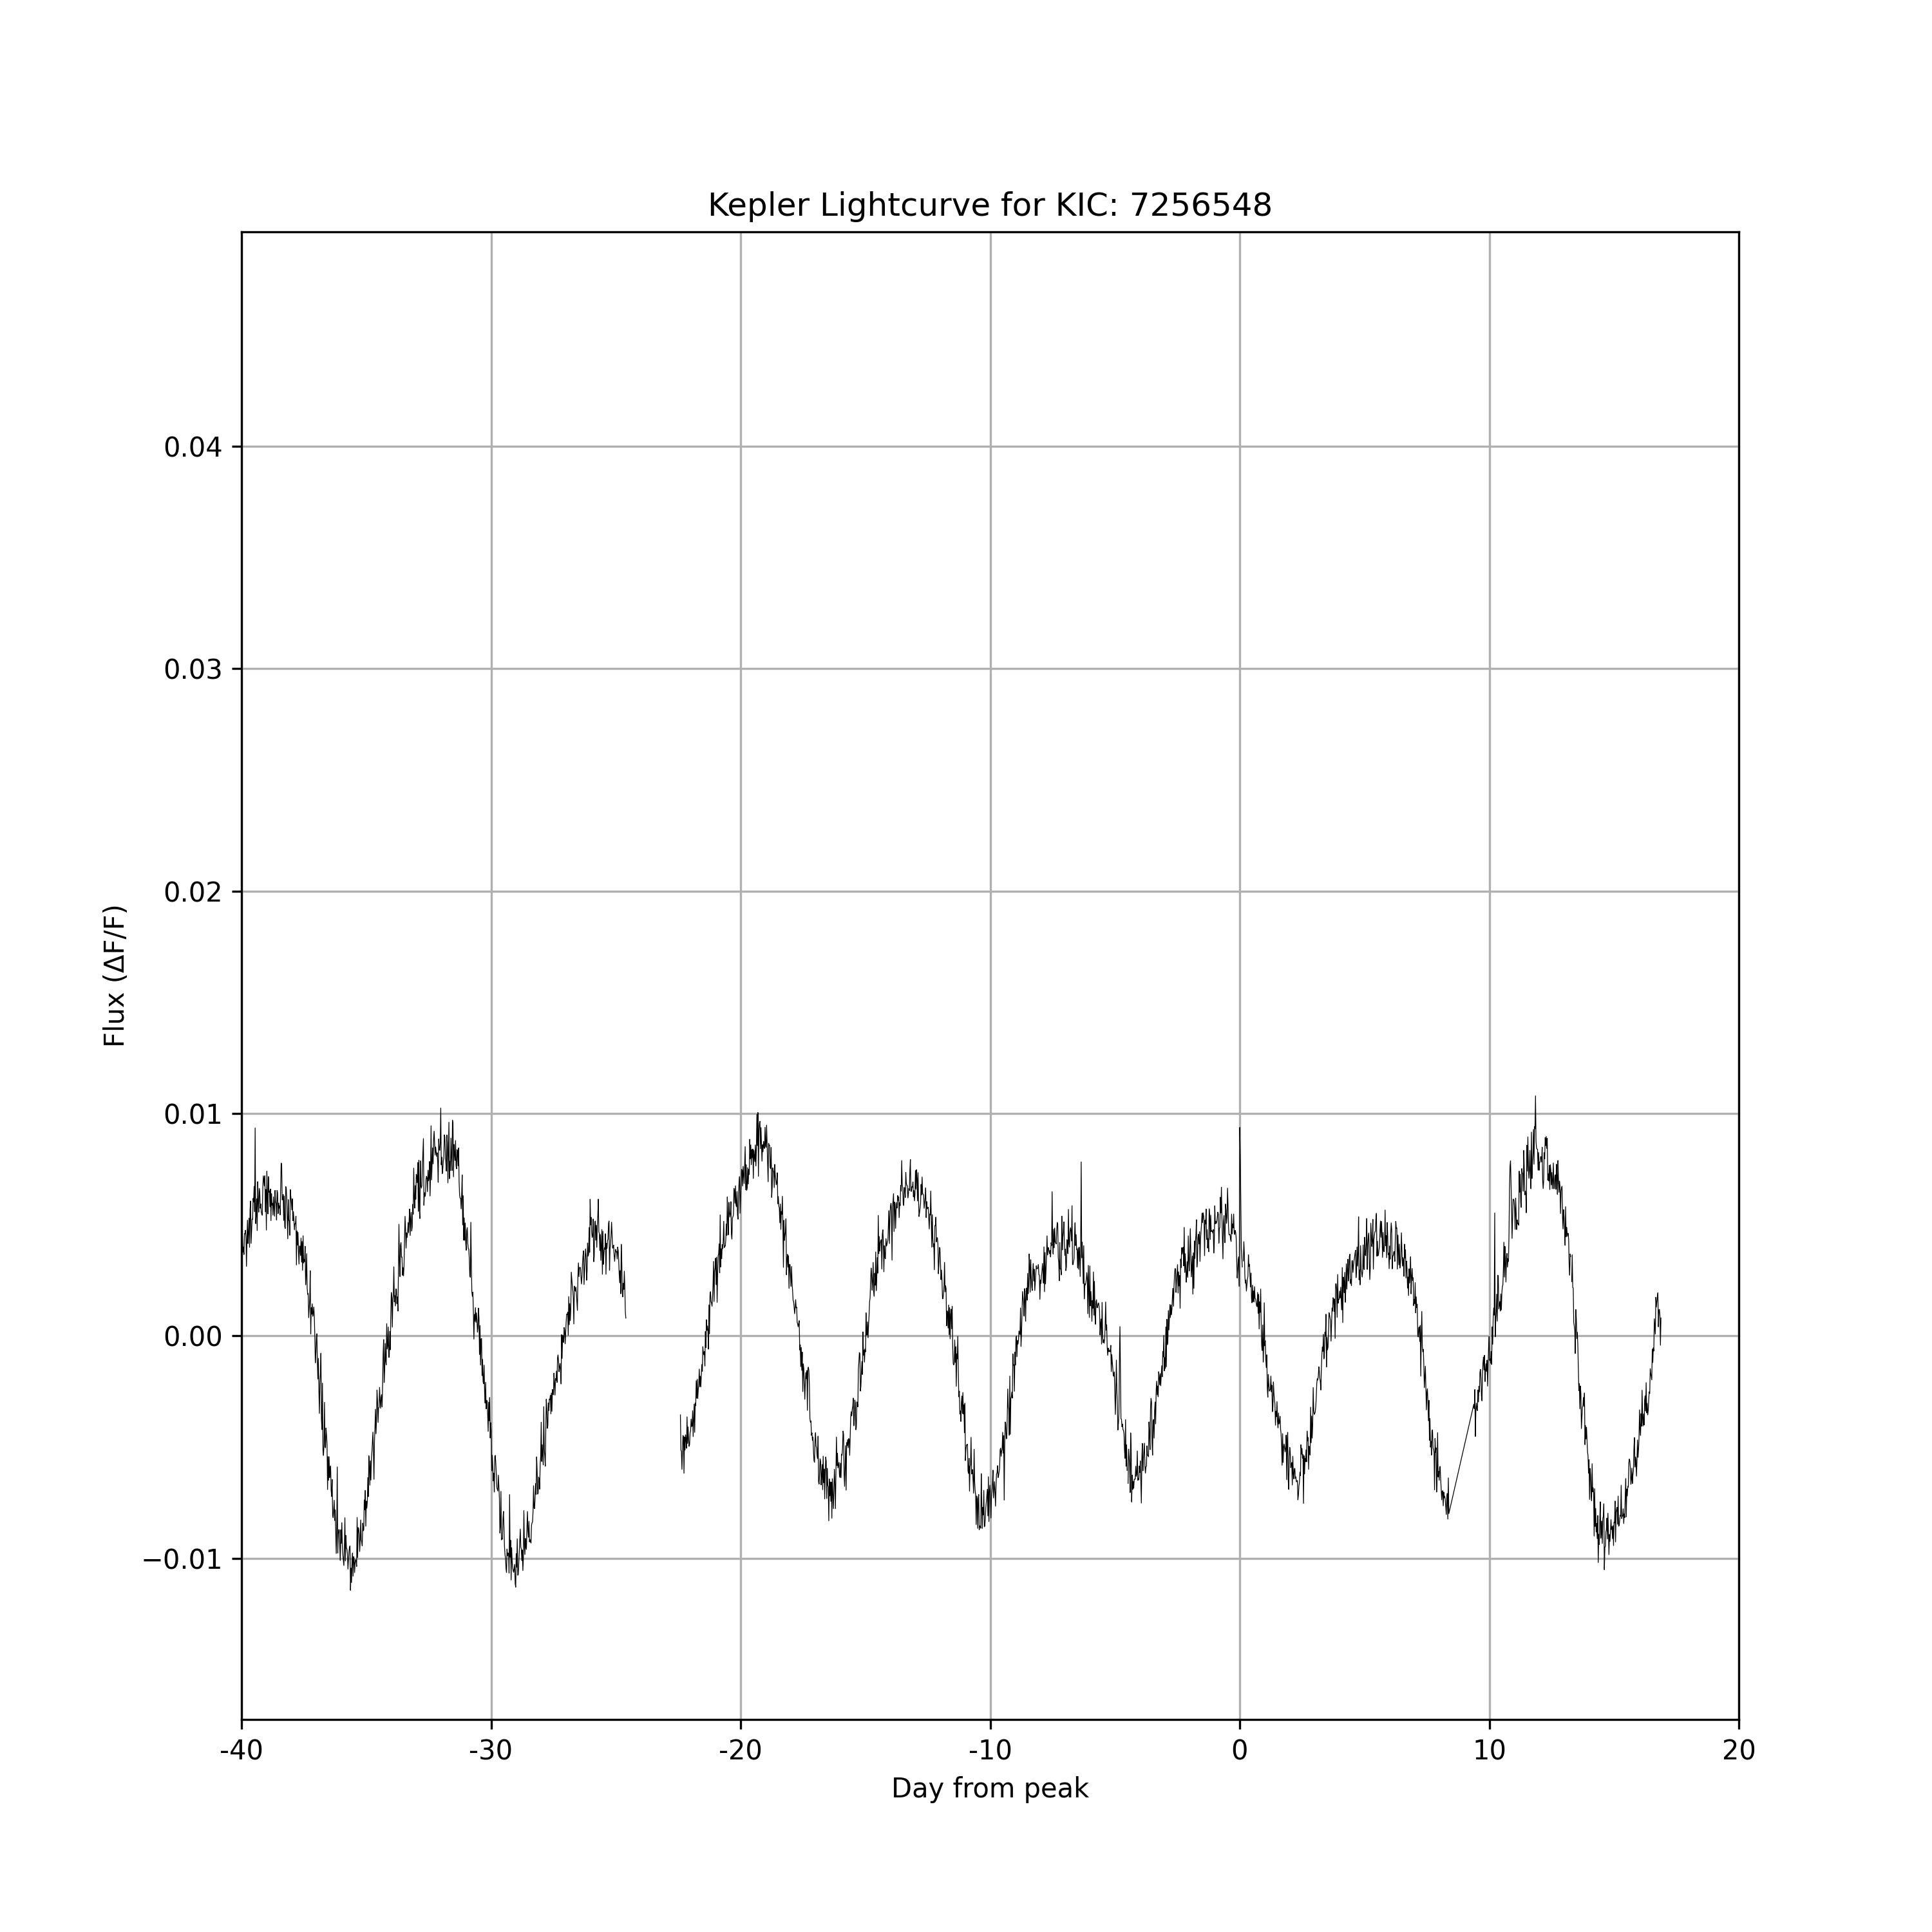 Kepler Lightcurve for KIC: 7256548
Flux (ΔF/F)
0.04
0.03
0.02
0.01
0.00
−0.01
-40 -30 -20 -10 0 10 20
Day from peak